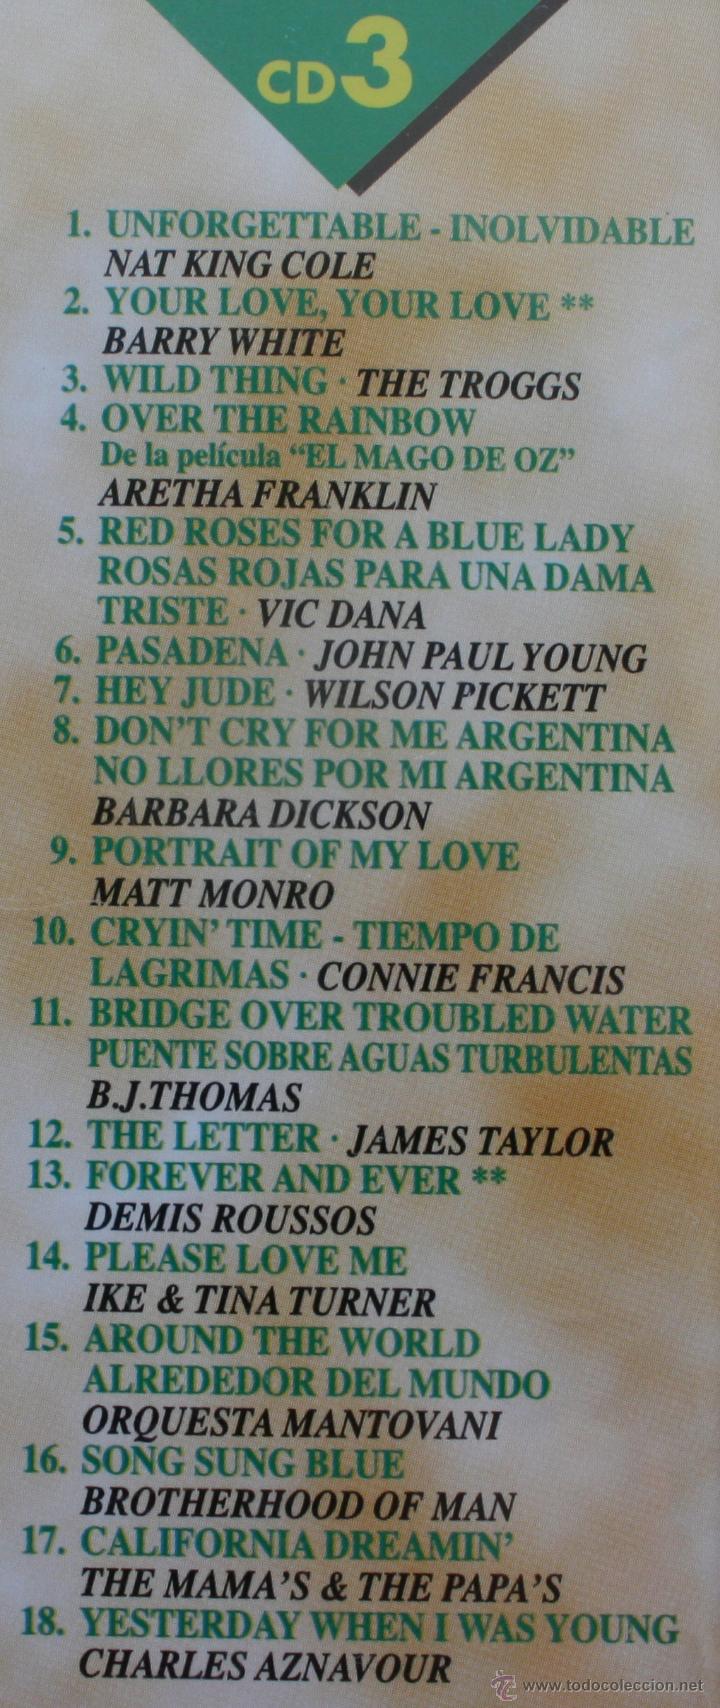 CD 3
1. UNFORGETTABLE - INOLVIDABLE
NAT KING COLE
2. YOUR LOVE, YOUR LOVE **
BARRY WHITE
3. WILD THING · THE TROGGS
4. OVER THE RAINBOW
De la película “EL MAGO DE OZ”
ARETHA FRANKLIN
5. RED ROSES FOR A BLUE LADY
ROSAS ROJAS PARA UNA DAMA
TRISTE · VIC DANA
6. PASADENA · JOHN PAUL YOUNG
7. HEY JUDE · WILSON PICKETT
8. DON’T CRY FOR ME ARGENTINA
NO LLORES POR MI ARGENTINA
BARBARA DICKSON
9. PORTRAIT OF MY LOVE
MATT MONRO
10. CRYIN’ TIME - TIEMPO DE
LAGRIMAS · CONNIE FRANCIS
11. BRIDGE OVER TROUBLED WATER
PUENTE SOBRE AGUAS TURBULENTAS
B.J.THOMAS
12. THE LETTER · JAMES TAYLOR
13. FOREVER AND EVER **
DEMIS ROUSSOS
14. PLEASE LOVE ME
IKE & TINA TURNER
15. AROUND THE WORLD
ALREDEDOR DEL MUNDO
ORQUESTA MANTOVANI
16. SONG SUNG BLUE
BROTHERHOOD OF MAN
17. CALIFORNIA DREAMIN’
THE MAMA’S & THE PAPA’S
18. YESTERDAY WHEN I WAS YOUNG
CHARLES AZNAVOUR
www.todocoleccion.net